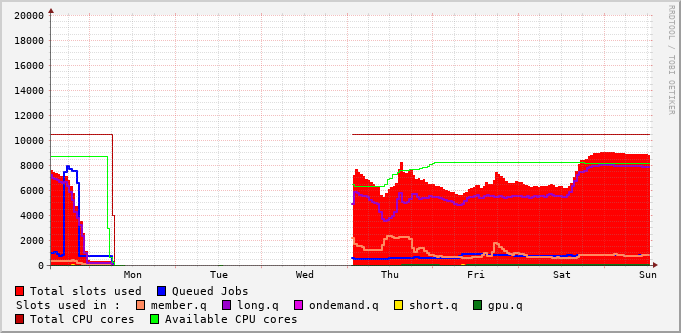 20000
18000
16000
14000
12000
10000
8000
6000
4000
2000
0
Mon Tue Wed Thu Fri Sat Sun
RRDTOOL / TOBI OETIKER
Total slots used Queued Jobs
Slots used in : member.q long.q ondemand.q short.q gpu.q
Total CPU cores Available CPU cores